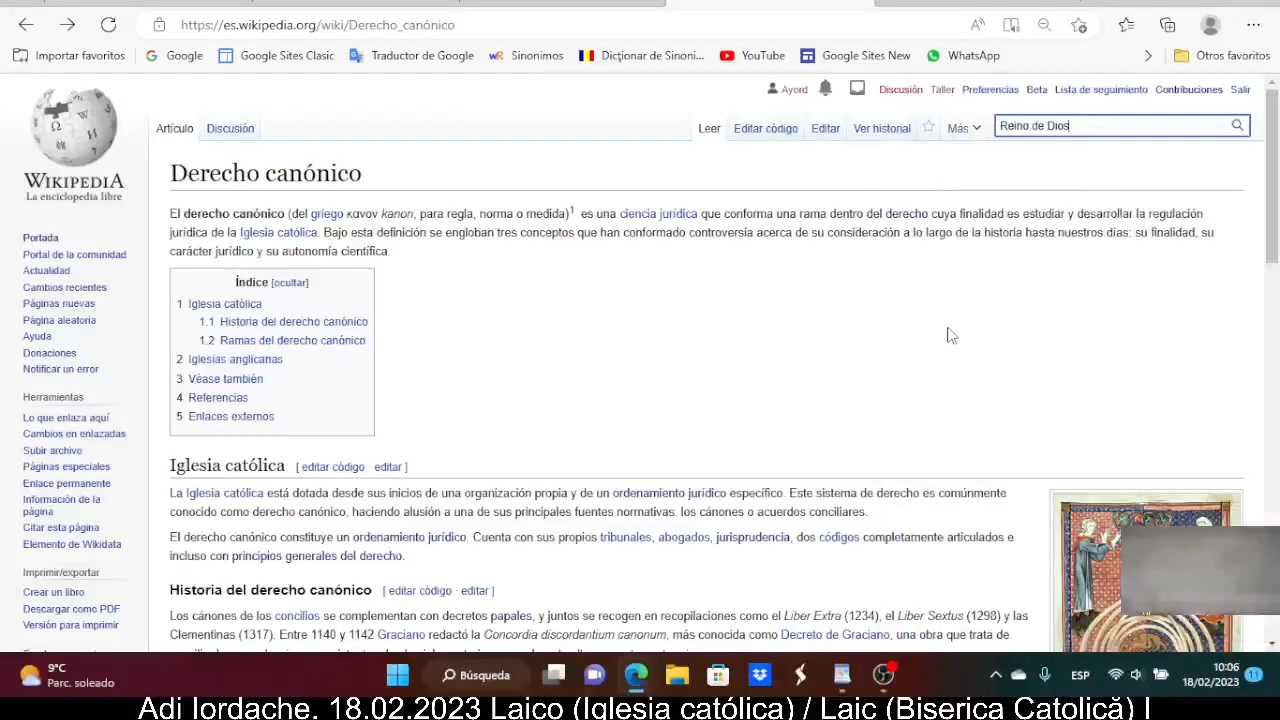 https://es.wikipedia.org/wiki/Derecho_canónico
Importar favoritos Google Google Sites Clasic Traductor de Google Sinonimos Dicţionar de Sinoni... YouTube Google Sites New WhatsApp Otros favoritos
Ayord Discusión Taller Preferencias Beta Lista de seguimiento Contribuciones Salir
Artículo Discusión Leer Editar código Editar Ver historial Más Reino de Dios
WIKIPEDIA
La enciclopedia libre
Portada
Portal de la comunidad
Actualidad
Cambios recientes
Páginas nuevas
Página aleatoria
Ayuda
Donaciones
Notificar un error
Herramientas
Lo que enlaza aquí
Cambios en enlazadas
Subir archivo
Páginas especiales
Enlace permanente
Información de la
página
Citar esta página
Elemento de Wikidata
Imprimir/exportar
Crear un libro
Descargar como PDF
Versión para imprimir
Derecho canónico
El derecho canónico (del griego κανον kanon, para regla, norma o medida)1 es una ciencia jurídica que conforma una rama dentro del derecho cuya finalidad es estudiar y desarrollar la regulación
jurídica de la Iglesia católica. Bajo esta definición se engloban tres conceptos que han conformado controversia acerca de su consideración a lo largo de la historia hasta nuestros días: su finalidad, su
carácter jurídico y su autonomía científica.
Índice [ocultar]
1 Iglesia católica
1.1 Historia del derecho canónico
1.2 Ramas del derecho canónico
2 Iglesias anglicanas
3 Véase también
4 Referencias
5 Enlaces externos
Iglesia católica [ editar código · editar ]
La Iglesia católica está dotada desde sus inicios de una organización propia y de un ordenamiento jurídico específico. Este sistema de derecho es comúnmente
conocido como derecho canónico, haciendo alusión a una de sus principales fuentes normativas: los cánones o acuerdos conciliares.
El derecho canónico constituye un ordenamiento jurídico. Cuenta con sus propios tribunales, abogados, jurisprudencia, dos códigos completamente articulados e
incluso con principios generales del derecho.
Historia del derecho canónico [ editar código · editar ]
Los cánones de los concilios se complementan con decretos papales, y juntos se recogen en recopilaciones como el Liber Extra (1234), el Liber Sextus (1298) y las
Clementinas (1317). Entre 1140 y 1142 Graciano redactó la Concordia discordantium canonum, más conocida como Decreto de Graciano, una obra que trata de
9°C
Parc. soleado
Búsqueda
ESP
10:06
18/02/2023
11
Adi Iordache. 18.02.2023 Laico (Iglesia católica) / Laic (Biserica Catolică) I